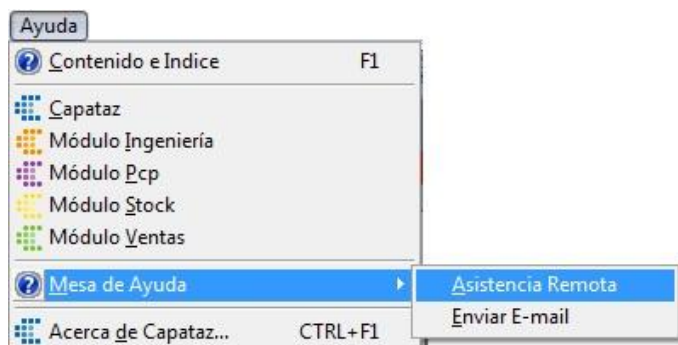 Ayuda
Contenido e Indice F1
Capataz
Módulo Ingeniería
Módulo Pcp
Módulo Stock
Módulo Ventas
Mesa de Ayuda
Asistencia Remota
Enviar E-mail
Acerca de Capataz... CTRL+F1